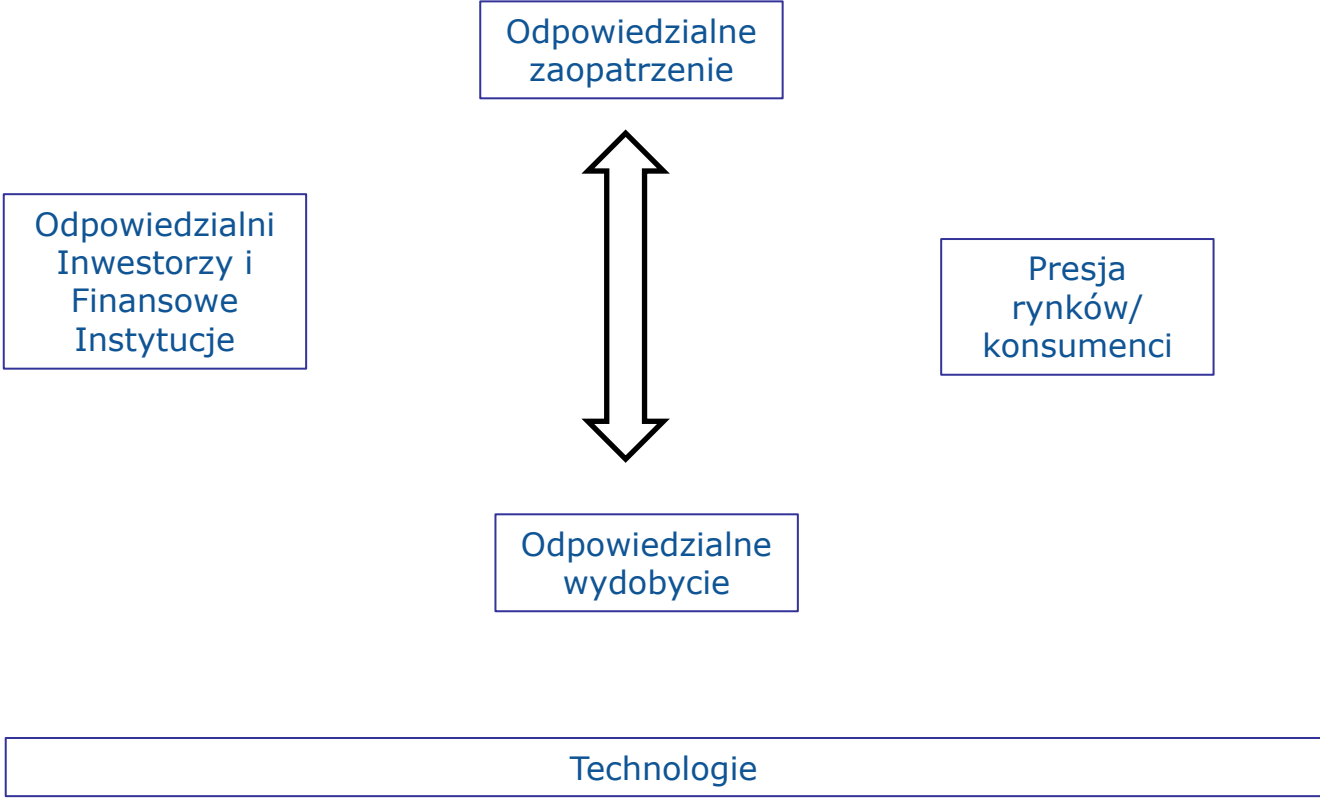 Odpowiedzialne
zaopatrzenie
Odpowiedzialni
Inwestorzy i
Finansowe
Instytucje
Presja
rynków/
konsumenci
Odpowiedzialne
wydobycie
Technologie